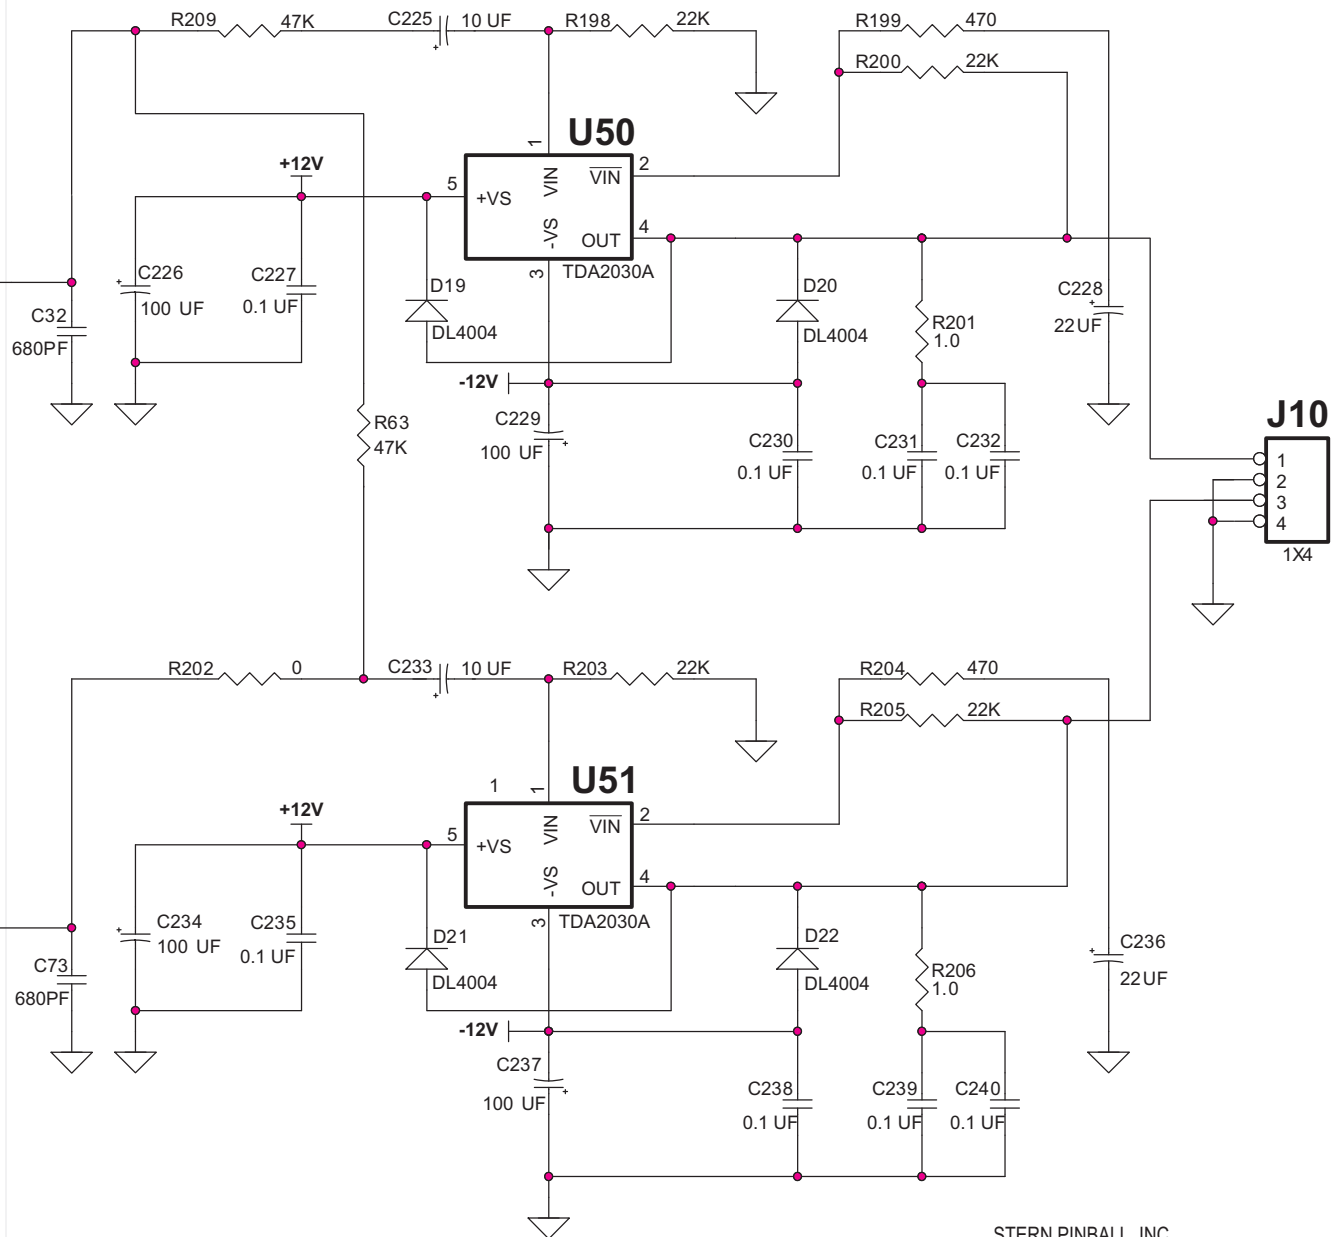 R209 47K C225 10 UF R198 22K R199 470
+
R200 22K
U50
+12V
1
5 +VS VIN VIN 2
-VS OUT 4
3 TDA2030A
+ C226 C227 D19 D20 C228 +
100 UF 0.1 UF DL4004 DL4004 22UF
C32 R201
680PF 1.0
-12V
R63
47K
C229
100 UF +
C230 C231 C232
0.1 UF 0.1 UF 0.1 UF
J10
1
2
3
4
1X4
R202 0 C233 10 UF R203 22K R204 470
+
R205 22K
U51
1
+12V
1
5 +VS VIN VIN 2
-VS OUT 4
3 TDA2030A
+ C234 C235 D21 D22 C236 +
100 UF 0.1 UF DL4004 DL4004 22UF
C73 R206
680PF 1.0
-12V
C237
100 UF +
C238 C239 C240
0.1 UF 0.1 UF 0.1 UF
STERN PINBALL, INC